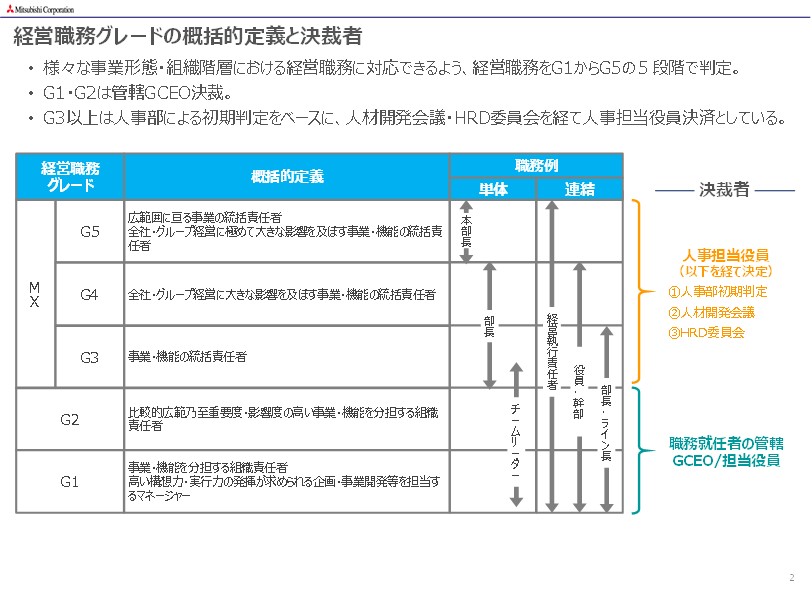 Mitsubishi Corporation
経営職務グレードの概括的定義と決裁者
• 様々な事業形態・組織階層における経営職務に対応できるよう、経営職務をG1からG5の5 段階で判定。
• G1・G2は管轄GCEO決裁。
• G3以上は人事部による初期判定をベースに、人材開発会議・HRD委員会を経て人事担当役員決済としている。
経営職務
グレード
概括的定義
職務例
単体
連結
決裁者
MX
G5
広範囲に亘る事業の統括責任者
全社・グループ経営に極めて大きな影響を及ぼす事業・機能の統括責
任者
G4
全社・グループ経営に大きな影響を及ぼす事業・機能の統括責任者
G3
事業・機能の統括責任者
G2
比較的広範乃至重要度・影響度の高い事業・機能を分担する組織
責任者
G1
事業・機能を分担する組織責任者
高い構想力・実行力の発揮が求められる企画・事業開発等を担当す
るマネージャー
本部長
部長
チームリーダー
経営執行責任者
役員・幹部
部長・ライン長
人事担当役員
（以下を経て決定）
①人事部初期判定
②人材開発会議
③HRD委員会
職務就任者の管轄
GCEO/担当役員
2